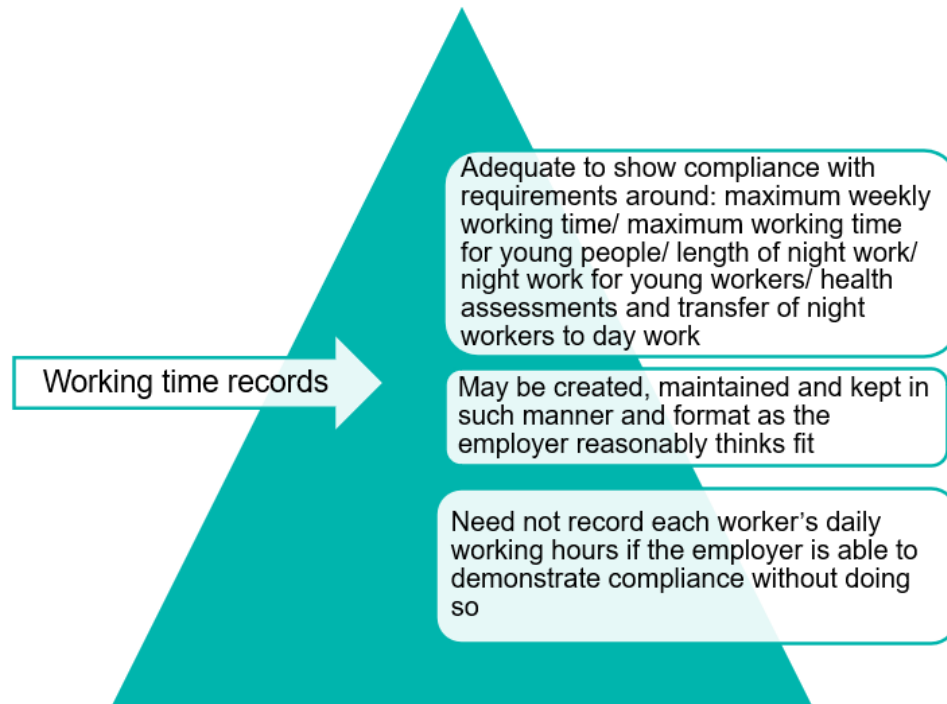 Adequate to show compliance with
requirements around: maximum weekly
working time/ maximum working time
for young people/ length of night work/
night work for young workers/ health
assessments and transfer of night
workers to day work
Working time records
May be created, maintained and kept in
such manner and format as the
employer reasonably thinks fit
Need not record each worker’s daily
working hours if the employer is able to
demonstrate compliance without doing
so